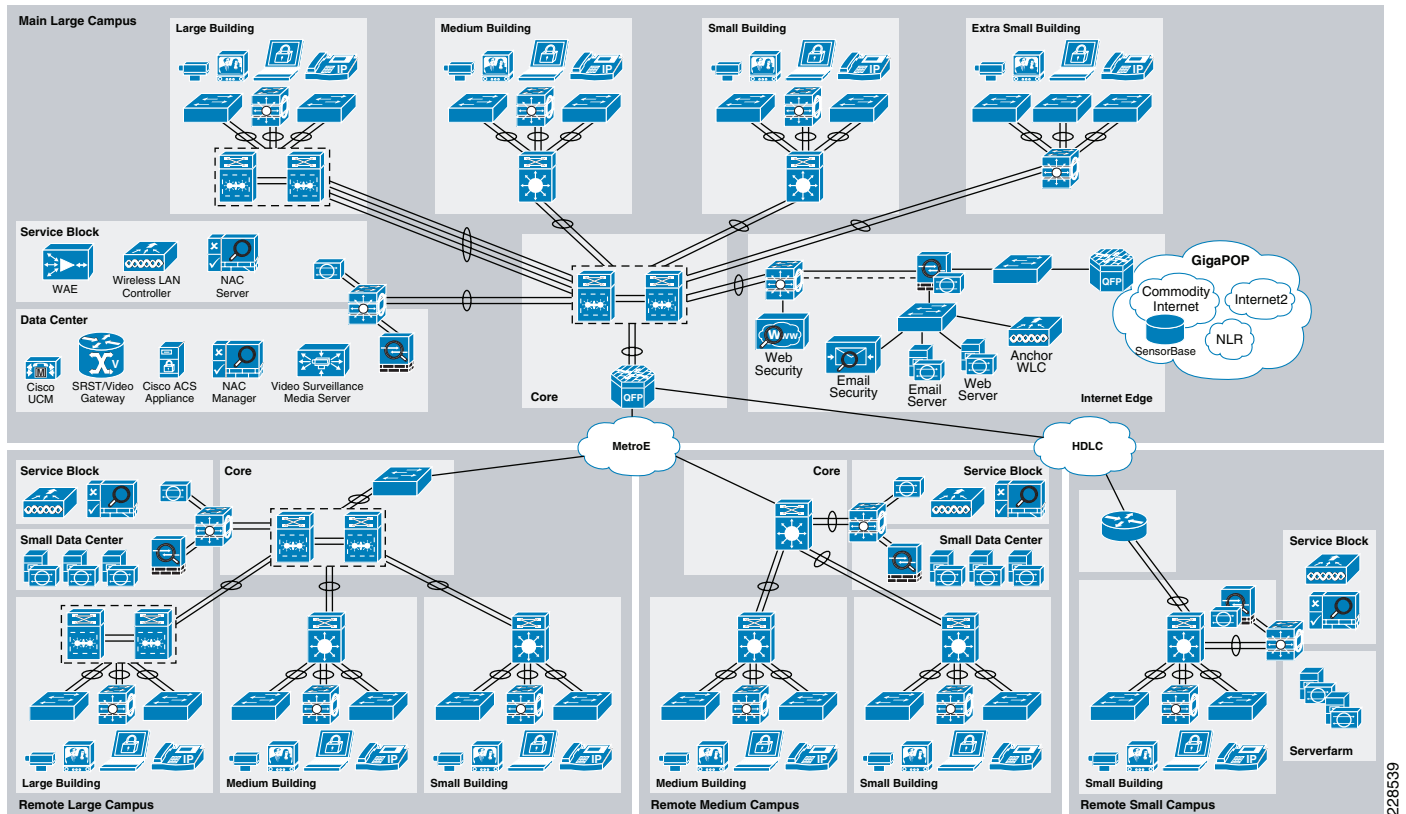 Main Large Campus
Large Building
Medium Building
Small Building
Extra Small Building
IP
IP
IP
IP
Service Block
WAE
Wireless LAN
Controller
NAC
Server
Data Center
M
Cisco
UCM
V
SRST/Video
Gateway
Cisco ACS
Appliance
NAC
Manager
Video Surveillance
Media Server
Core
QFP
Web
Security
Email
Security
Email
Server
Web
Server
Anchor
WLC
Internet Edge
QFP
GigaPOP
Commodity
Internet
Internet2
SensorBase
NLR
WWW
MetroE
HDLC
Service Block
Core
Small Data Center
IP
IP
IP
Large Building
Medium Building
Small Building
Remote Large Campus
Core
Service Block
Small Data Center
IP
IP
Medium Building
Small Building
Remote Medium Campus
Service Block
Serverfarm
IP
Small Building
Remote Small Campus
228539